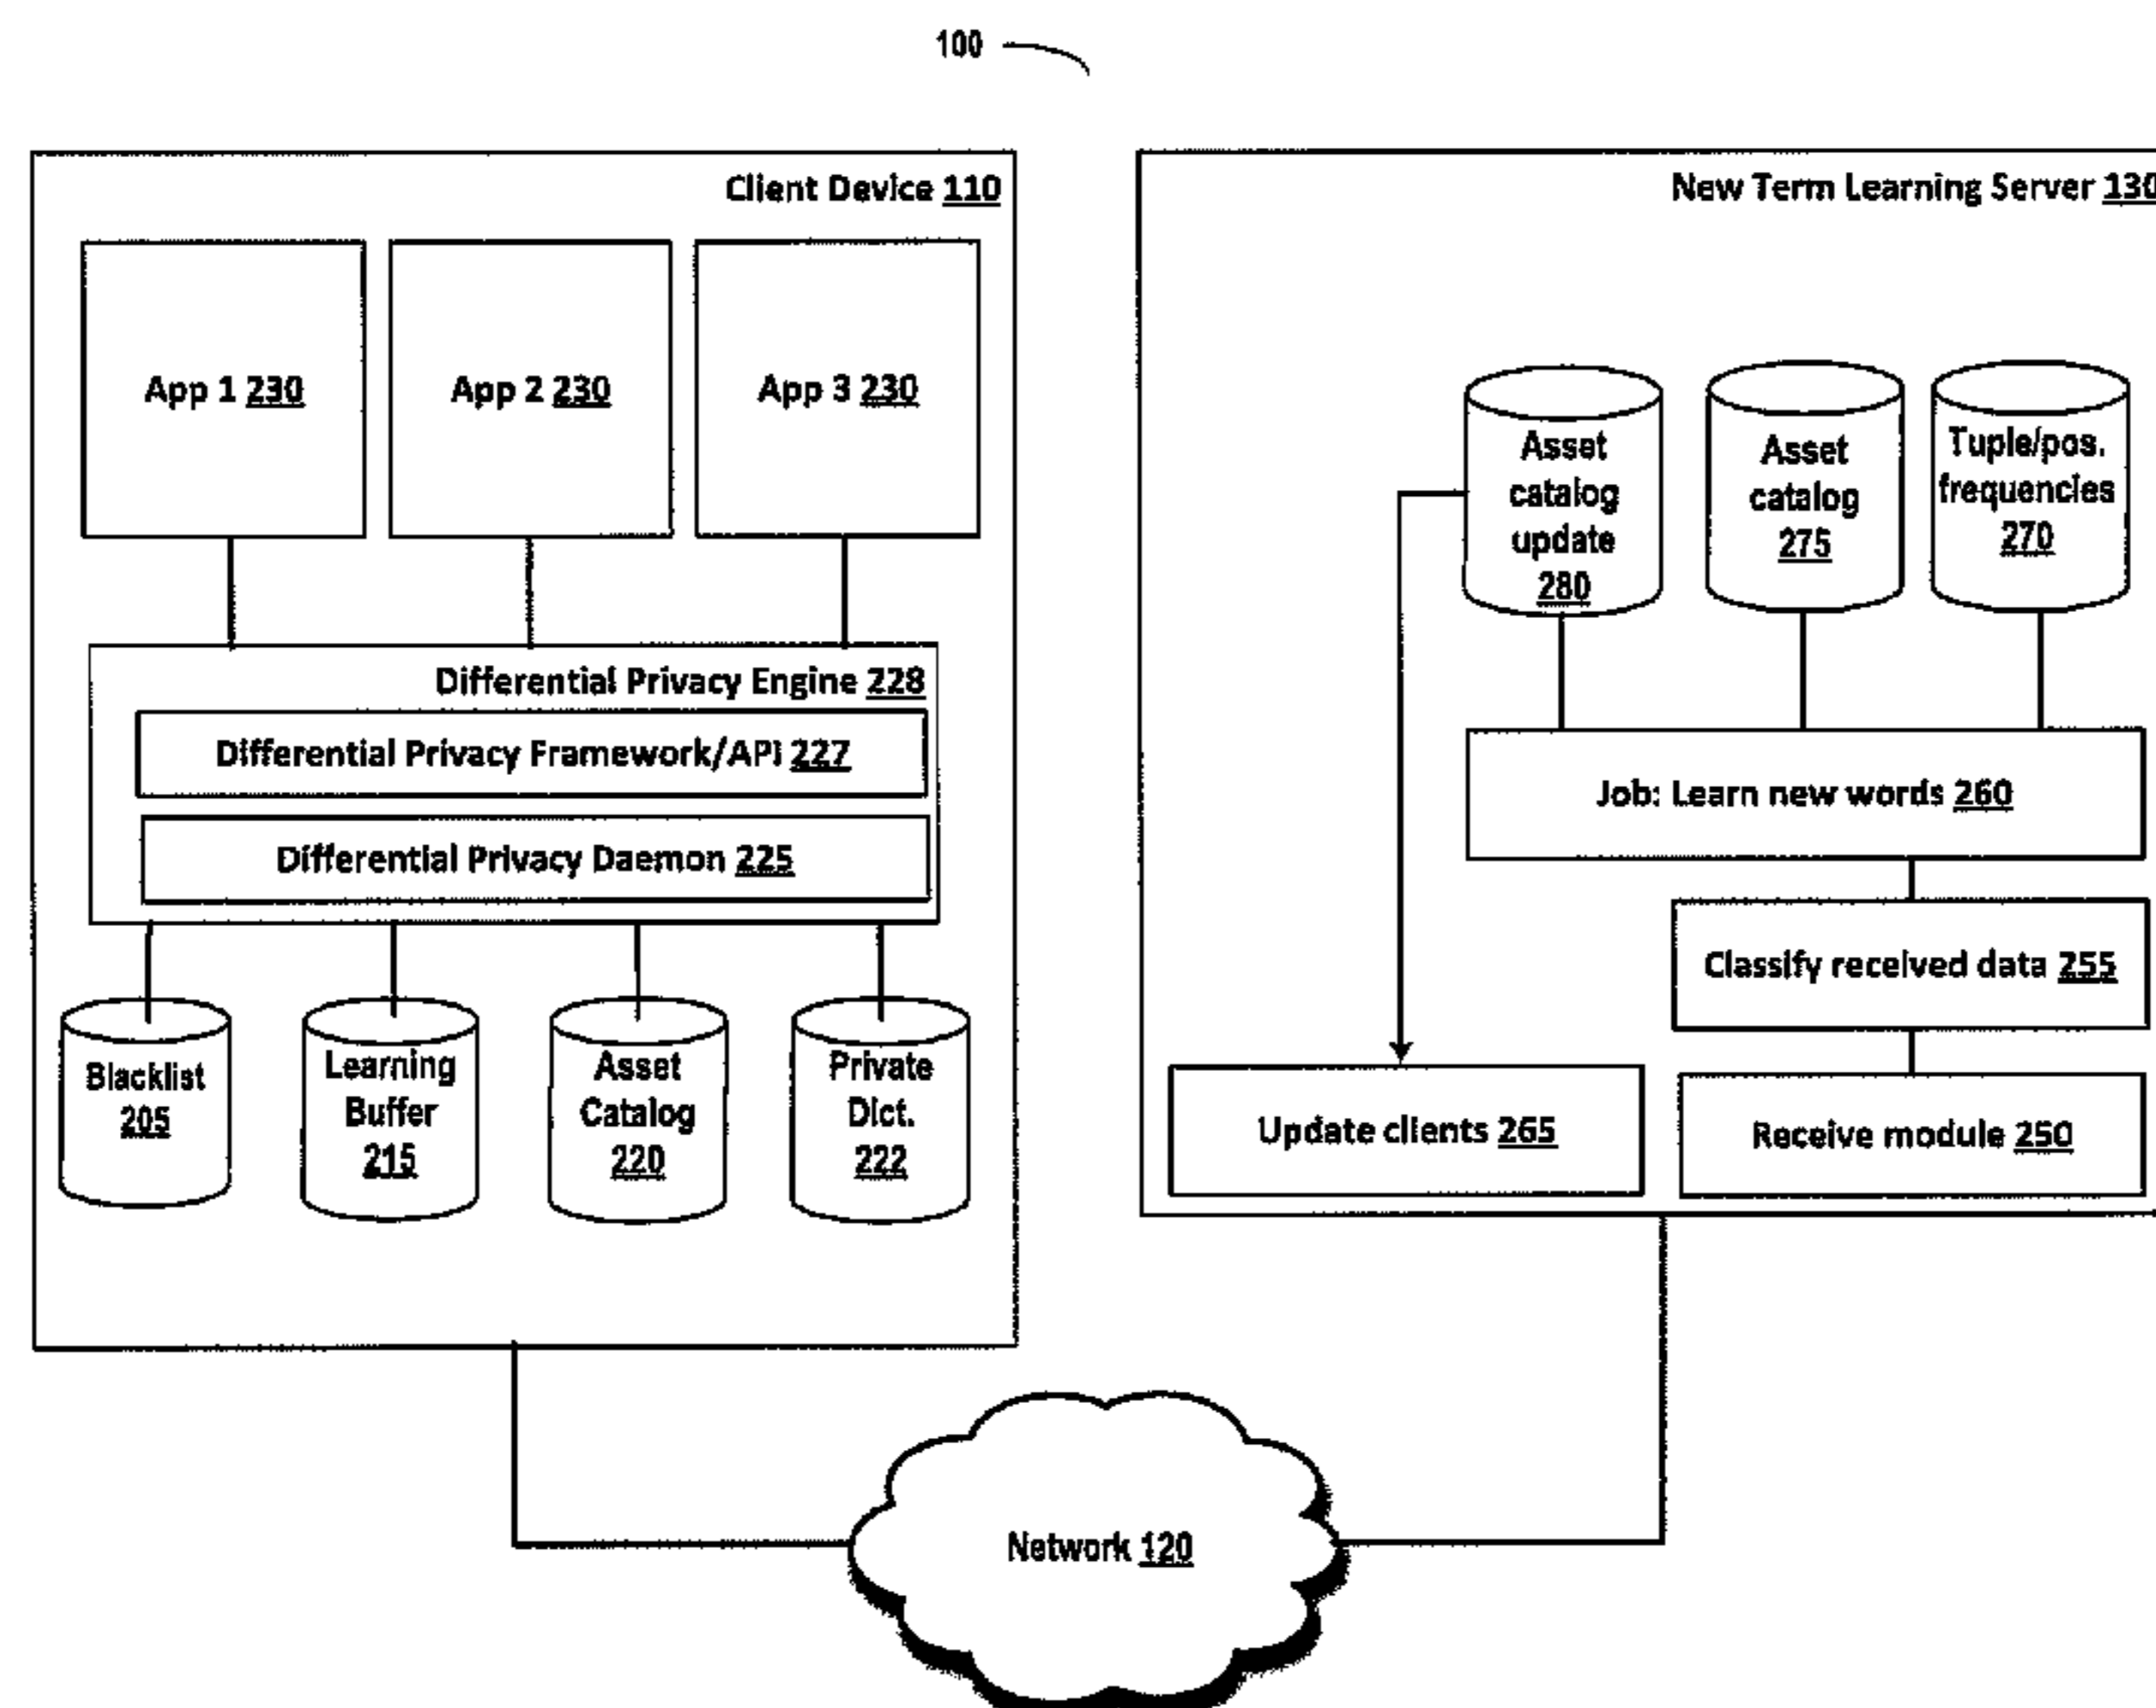 100
Client Device 110
App 1 230
App 2 230
App 3 230
Differential Privacy Engine 228
Differential Privacy Framework/API 227
Differential Privacy Daemon 225
Blacklist
205
Learning
Buffer
215
Asset
Catalog
220
Private
Dict.
222
New Term Learning Server 130
Asset
catalog
update
280
Asset
catalog
275
Tuple/pos.
frequencies
270
Job: Learn new words 260
Classify received data 255
Update clients 265
Receive module 250
Network 120